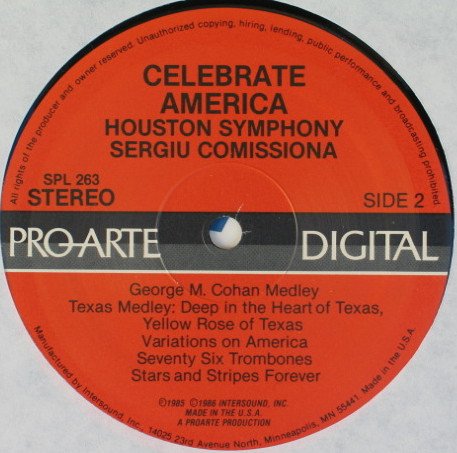 All rights of the producer and owner reserved. Unauthorized copying, hiring, lending, public performance and broadcasting prohibited.
CELEBRATE
AMERICA
HOUSTON SYMPHONY
SERGIU COMISSIONA
SPL 263
STEREO
SIDE 2
PRO-ARTE DIGITAL
George M. Cohan Medley
Texas Medley: Deep in the Heart of Texas,
Yellow Rose of Texas
Variations on America
Seventy Six Trombones
Stars and Stripes Forever
©1985 ©1986 INTERSOUND, INC.
MADE IN THE U.S.A.
A PROARTE PRODUCTION
Manufactured by Intersound, Inc., 14025 23rd Avenue North, Minneapolis, MN 55441. Made in the U.S.A.